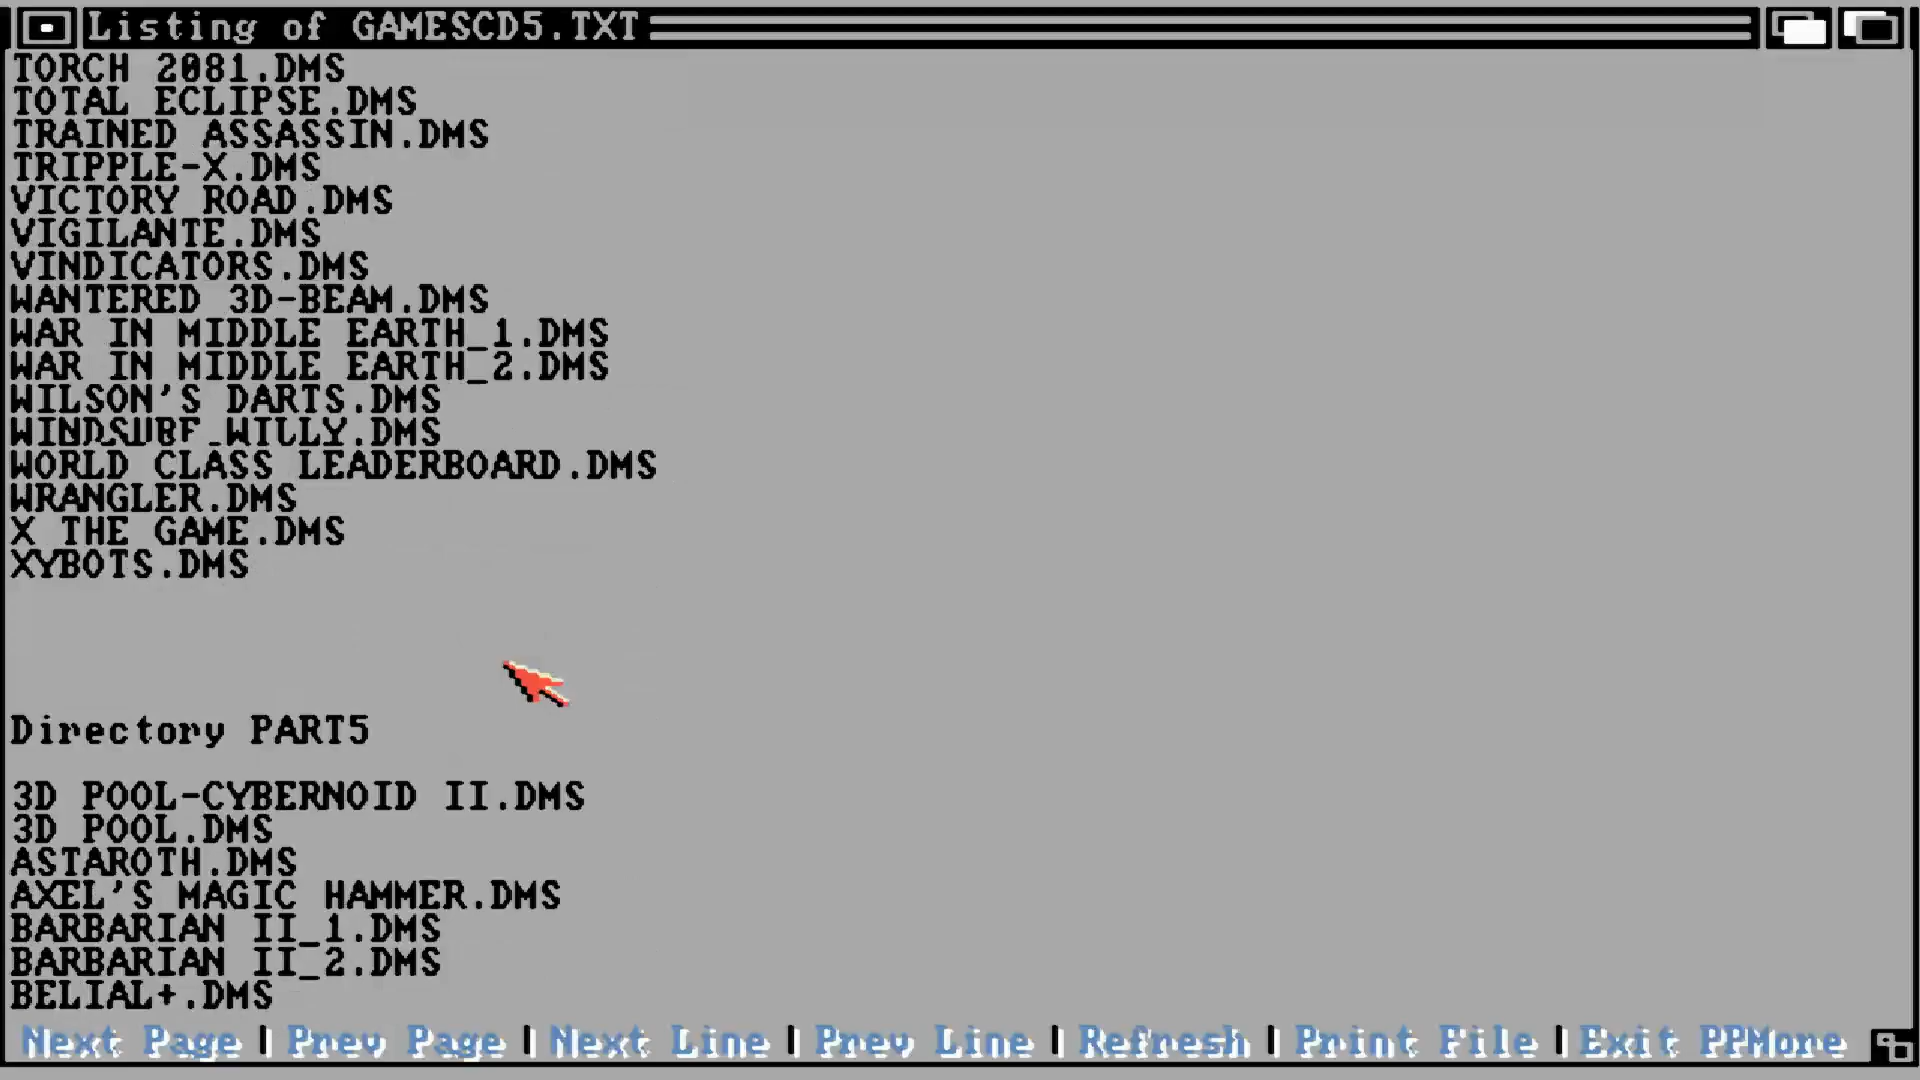 Listing of GAMESCD5.TXT
TORCH 2081.DMS
TOTAL ECLIPSE.DMS
TRAINED ASSASSIN.DMS
TRIPPLE-X.DMS
VICTORY ROAD.DMS
VIGILANTE.DMS
VINDICATORS.DMS
WANTERED 3D-BEAM.DMS
WAR IN MIDDLE EARTH_1.DMS
WAR IN MIDDLE EARTH_2.DMS
WILSON'S DARTS.DMS
WINDSURF WILLY.DMS
WORLD CLASS LEADERBOARD.DMS
WRANGLER.DMS
X THE GAME.DMS
XYBOTS.DMS
Directory PART5
3D POOL-CYBERNOID II.DMS
3D POOL.DMS
ASTAROTH.DMS
AXEL'S MAGIC HAMMER.DMS
BARBARIAN II_1.DMS
BARBARIAN II_2.DMS
BELIAL+.DMS
Next Page | Prev Page | Next Line | Prev Line | Refresh | Print File | Exit PPMore